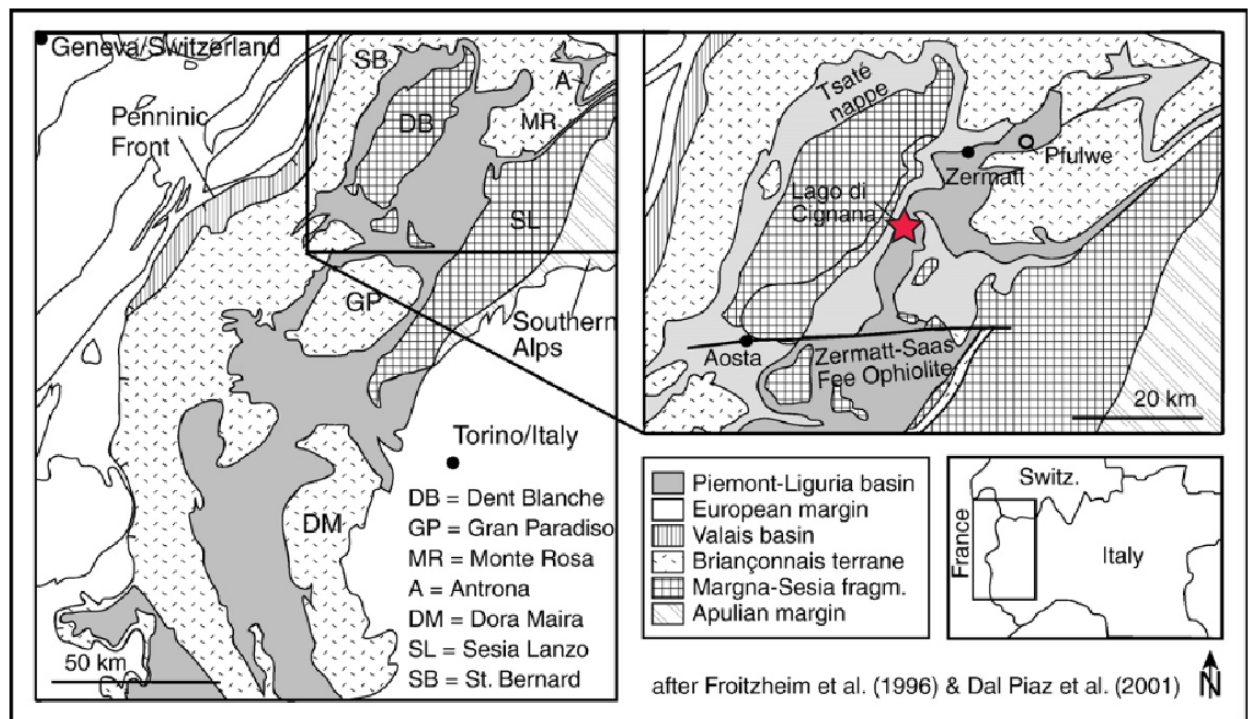 Geneva/Switzerland
SB
A
Penninic
Front
DB
MR
SL
GP
Southern
Alps
Torino/Italy
DM
DB = Dent Blanche
GP = Gran Paradiso
MR = Monte Rosa
A = Antrona
DM = Dora Maira
SL = Sesia Lanzo
SB = St. Bernard
50 km
Tsaté
nappe
Pfulwe
Zermatt
Lago di
Cignana
Aosta
Zermatt-Saas
Fee Ophiolite
20 km
Piemont-Liguria basin
European margin
Valais basin
Briançonnais terrane
Margna-Sesia fragm.
Apulian margin
Switz.
France
Italy
after Froitzheim et al. (1996) & Dal Piaz et al. (2001)
N